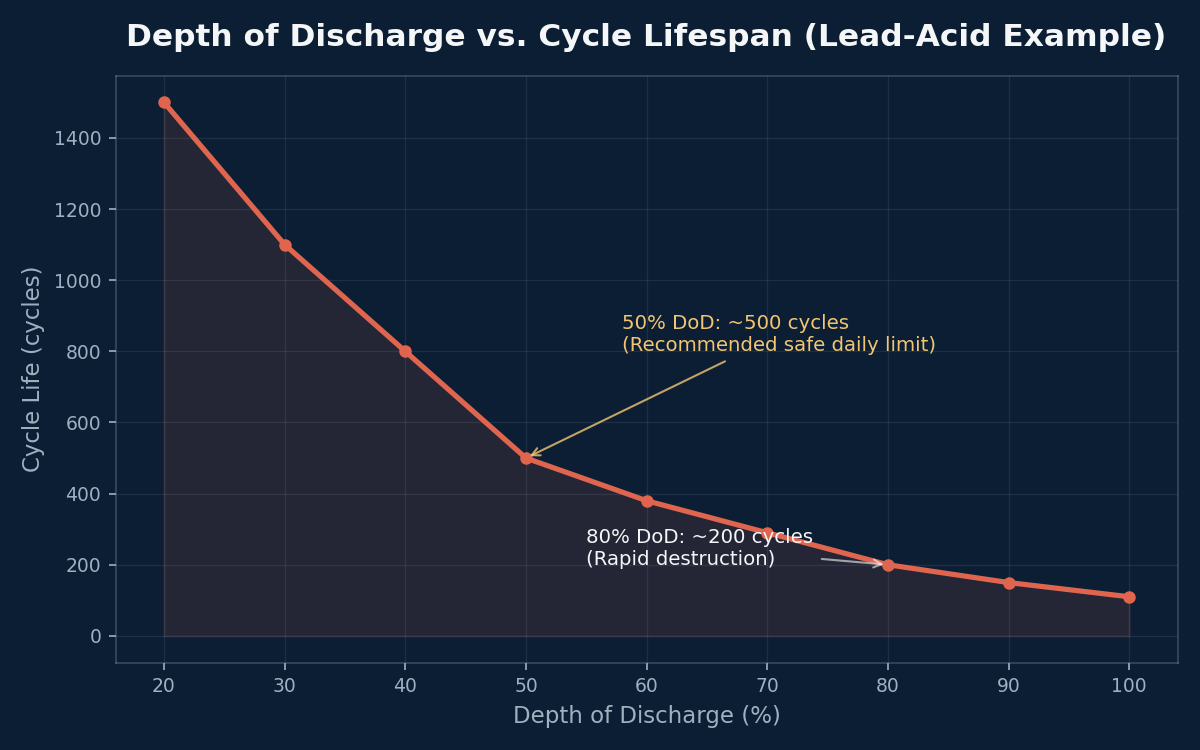 Depth of Discharge vs. Cycle Lifespan (Lead-Acid Example)
Cycle Life (cycles)
1400
1200
1000
800
600
400
200
0
50% DoD: ~500 cycles
(Recommended safe daily limit)
80% DoD: ~200 cycles
(Rapid destruction)
20 30 40 50 60 70 80 90 100
Depth of Discharge (%)